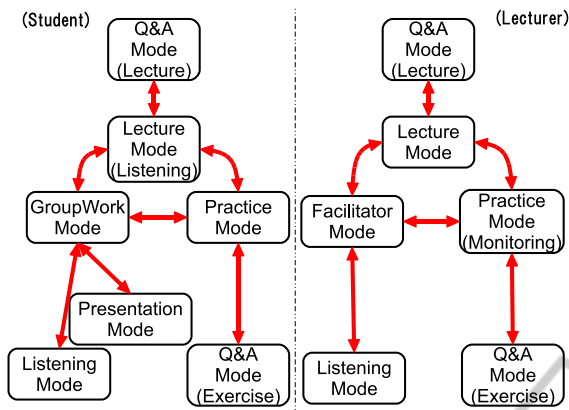 (Student)
Q&A
Mode
(Lecture)
Lecture
Mode
(Listening)
GroupWork
Mode
Practice
Mode
Presentation
Mode
Listening
Mode
Q&A
Mode
(Exercise)
(Lecturer)
Q&A
Mode
(Lecture)
Lecture
Mode
Facilitator
Mode
Practice
Mode
(Monitoring)
Listening
Mode
Q&A
Mode
(Exercise)